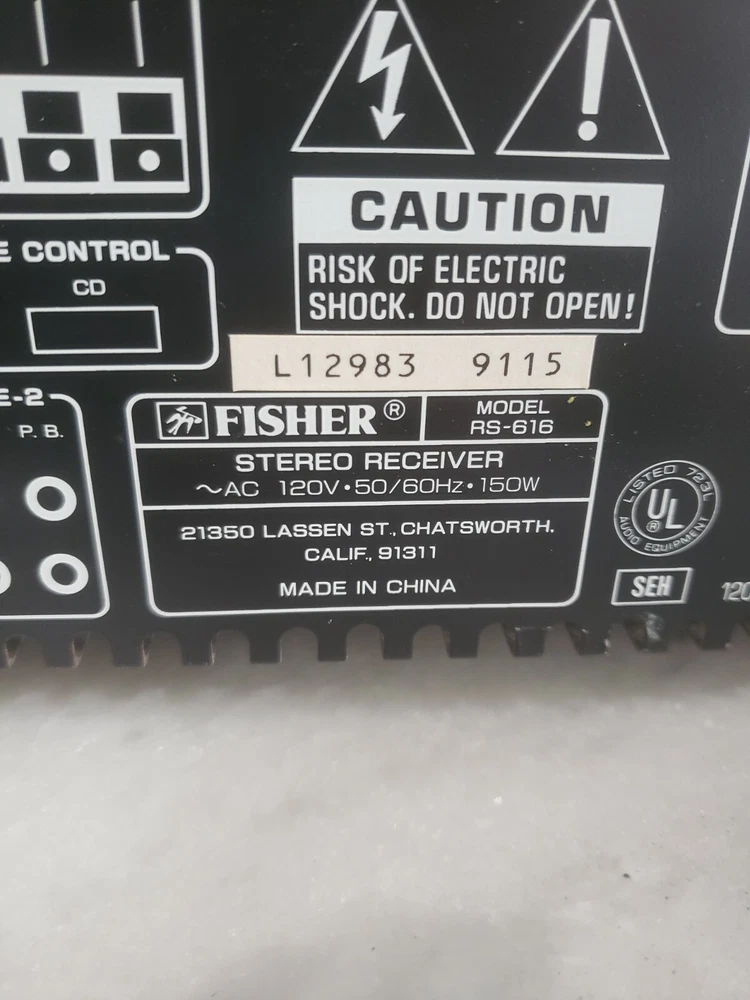 CAUTION
RISK OF ELECTRIC
SHOCK. DO NOT OPEN!
E CONTROL
CD
L12983 9115
E-2
P.B.
FISHER®
MODEL
RS-616
STEREO RECEIVER
~AC 120V•50/60Hz•150W
21350 LASSEN ST., CHATSWORTH,
CALIF., 91311
MADE IN CHINA
LISTED 723L
UL
®
AUDIO EQUIPMENT
SEH
120